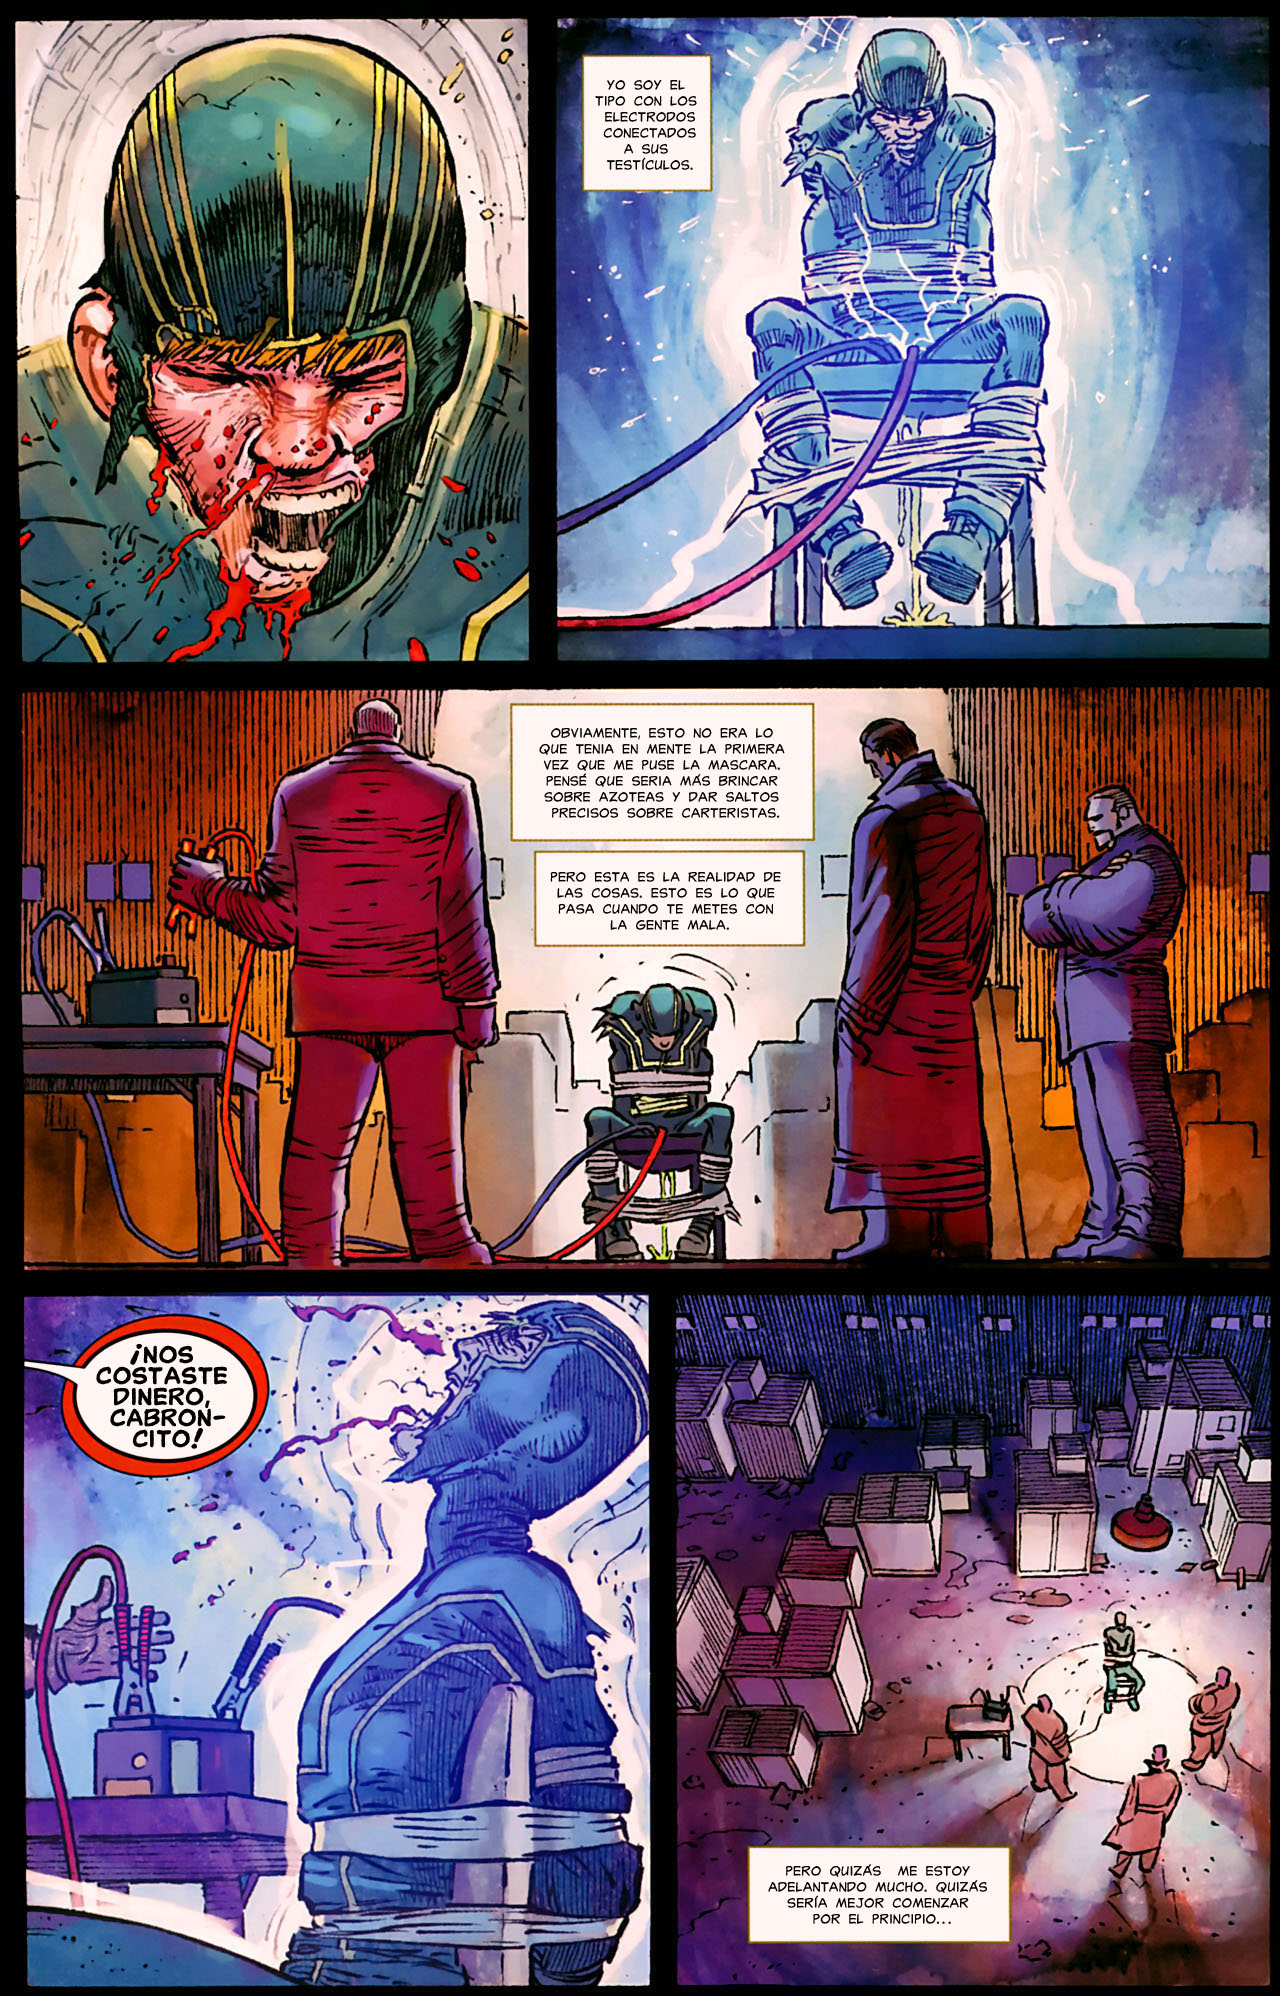 YO SOY EL
TIPO CON LOS
ELECTRODOS
CONECTADOS
A SUS
TESTÍCULOS.
OBVIAMENTE, ESTO NO ERA LO
QUE TENIA EN MENTE LA PRIMERA
VEZ QUE ME PUSE LA MASCARA.
PENSÉ QUE SERIA MÁS BRINCAR
SOBRE AZOTEAS Y DAR SALTOS
PRECISOS SOBRE CARTERISTAS.
PERO ESTA ES LA REALIDAD DE
LAS COSAS. ESTO ES LO QUE
PASA CUANDO TE METES CON
LA GENTE MALA.
¡NOS
COSTASTE
DINERO,
CABRON-
CITO!
PERO QUIZÁS ME ESTOY
ADELANTANDO MUCHO. QUIZÁS
SERÍA MEJOR COMENZAR
POR EL PRINCIPIO...